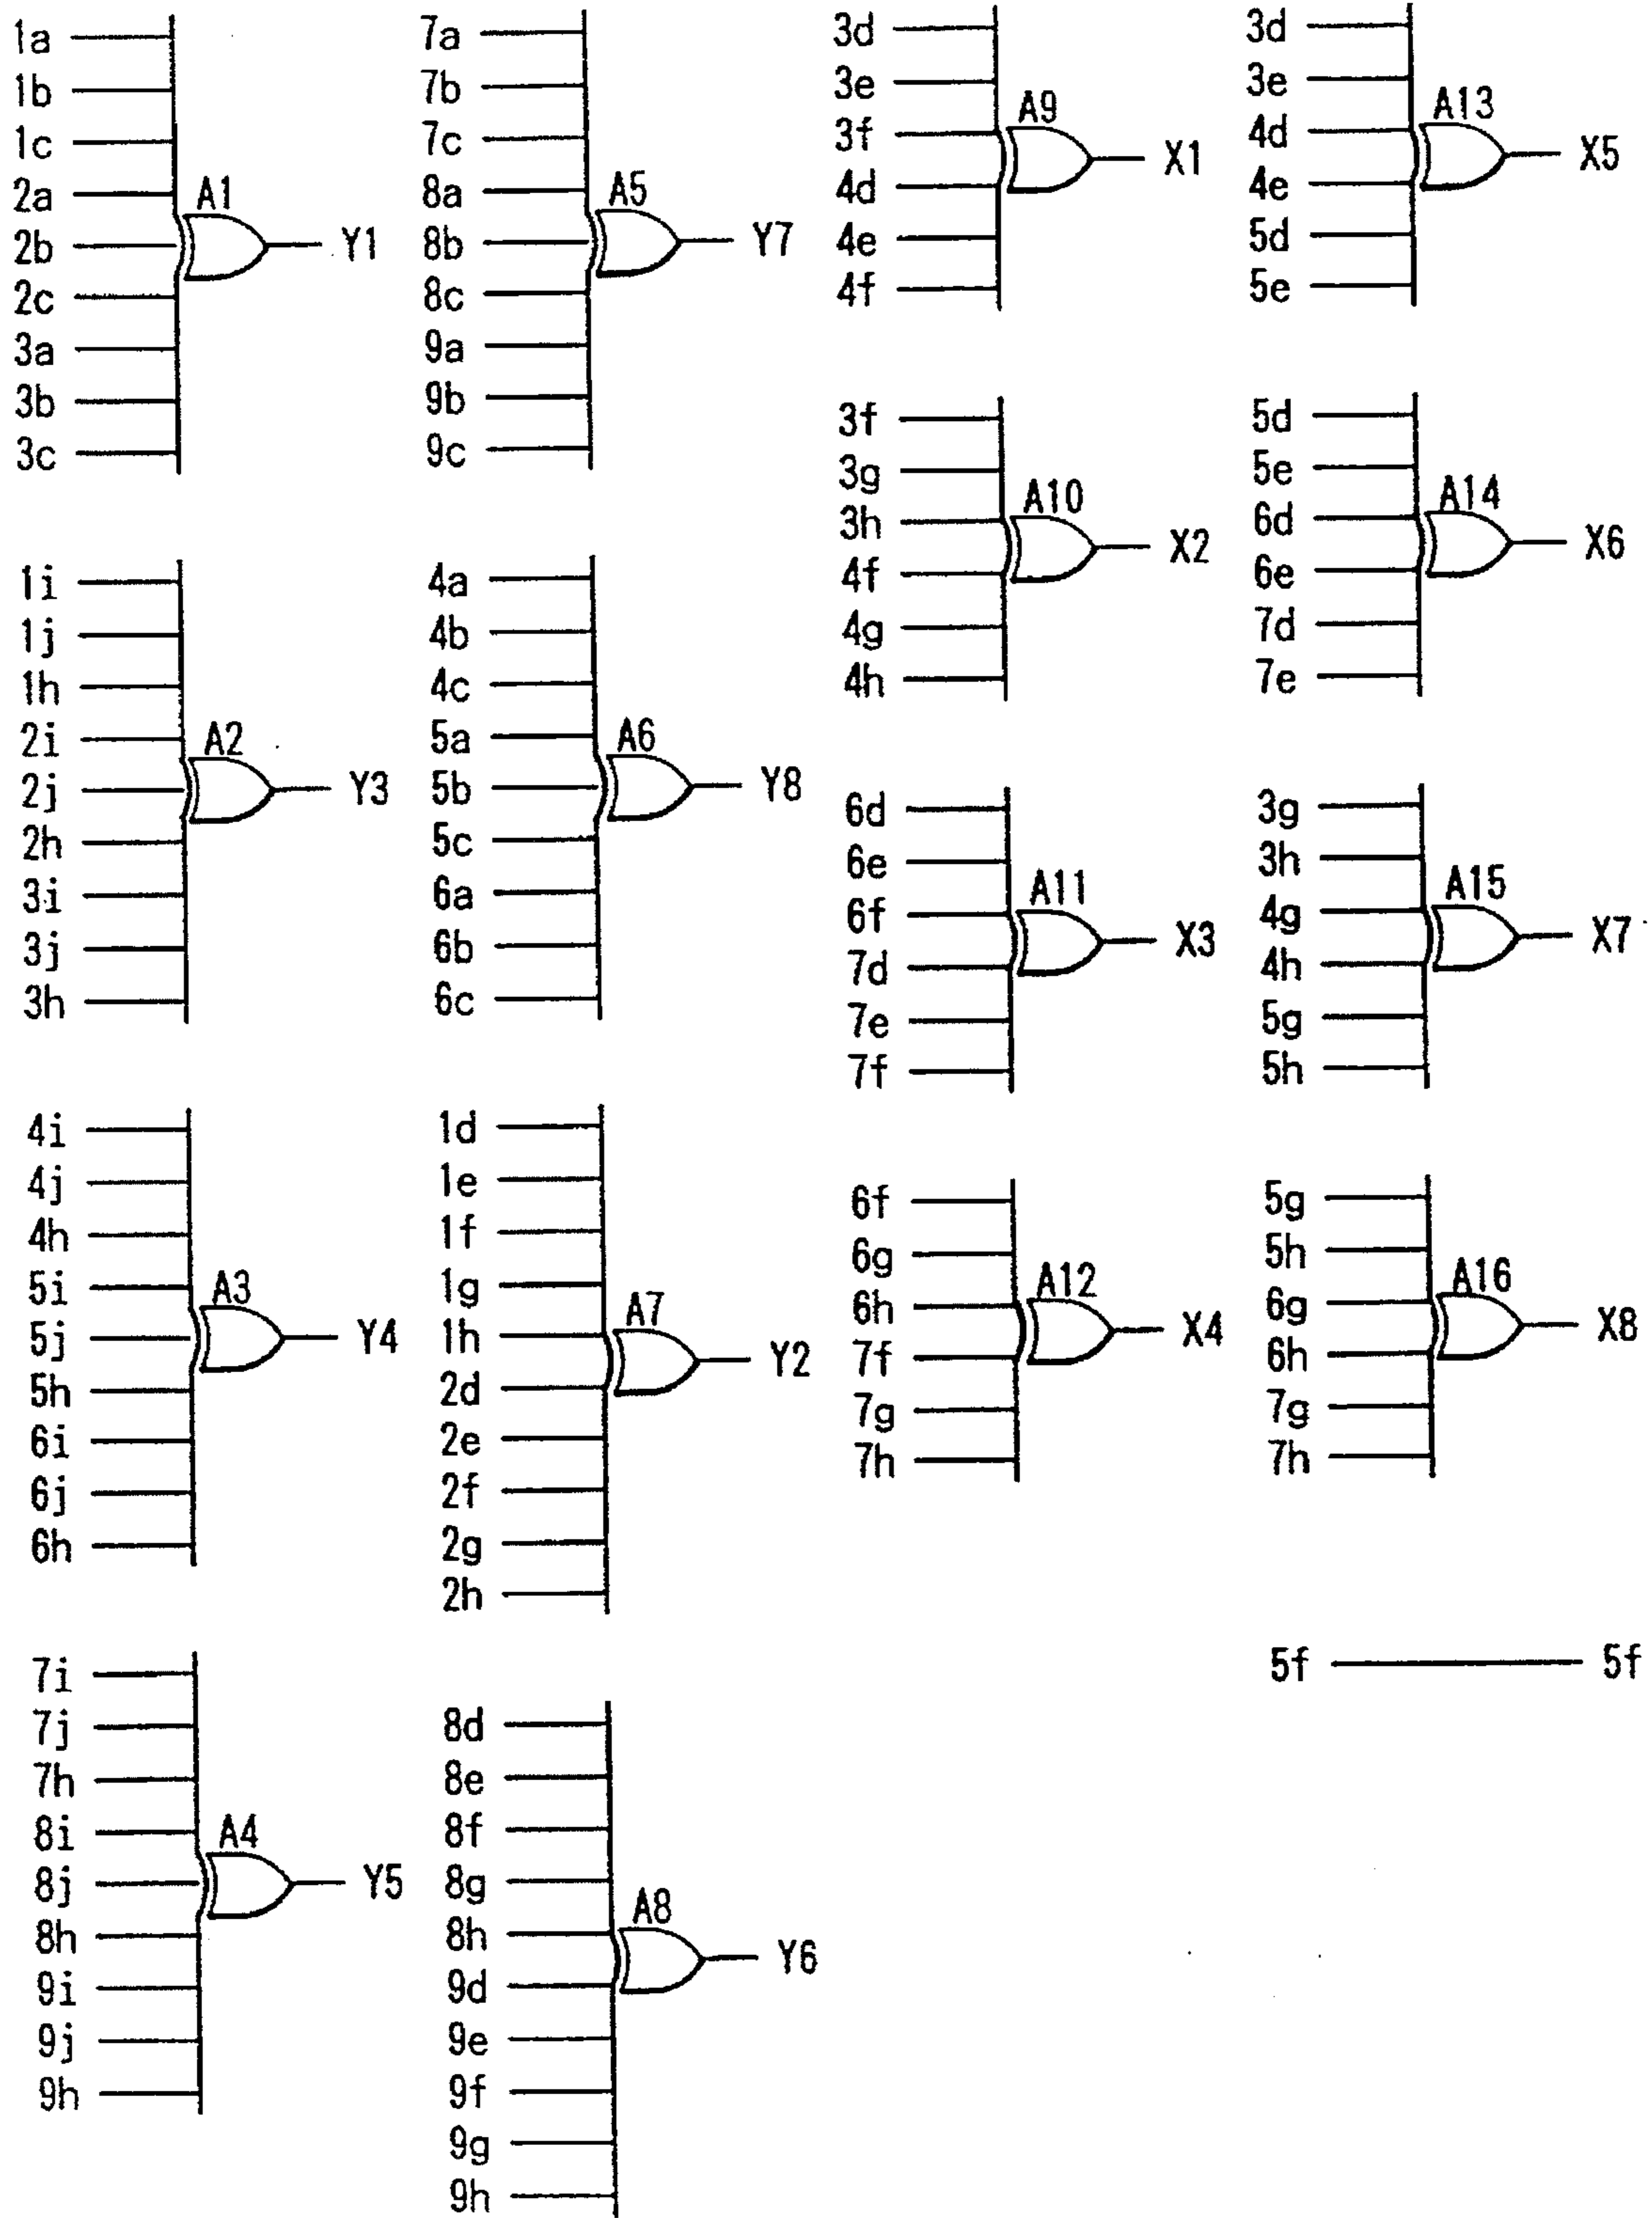 1a
1b
1c
2a
2b
2c
3a
3b
3c
A1
Y1
1i
1j
1h
2i
2j
2h
3i
3j
3h
A2
Y3
4i
4j
4h
5i
5j
5h
6i
6j
6h
A3
Y4
7i
7j
7h
8i
8j
8h
9i
9j
9h
A4
Y5
7a
7b
7c
8a
8b
8c
9a
9b
9c
A5
Y7
4a
4b
4c
5a
5b
5c
6a
6b
6c
A6
Y8
1d
1e
1f
1g
1h
2d
2e
2f
2g
2h
A7
Y2
8d
8e
8f
8g
8h
9d
9e
9f
9g
9h
A8
Y6
3d
3e
3f
4d
4e
4f
A9
X1
3f
3g
3h
4f
4g
4h
A10
X2
6d
6e
6f
7d
7e
7f
A11
X3
6f
6g
6h
7f
7g
7h
A12
X4
3d
3e
4d
4e
5d
5e
A13
X5
5d
5e
6d
6e
7d
7e
A14
X6
3g
3h
4g
4h
5g
5h
A15
X7
5g
5h
6g
6h
7g
7h
A16
X8
5f
5f